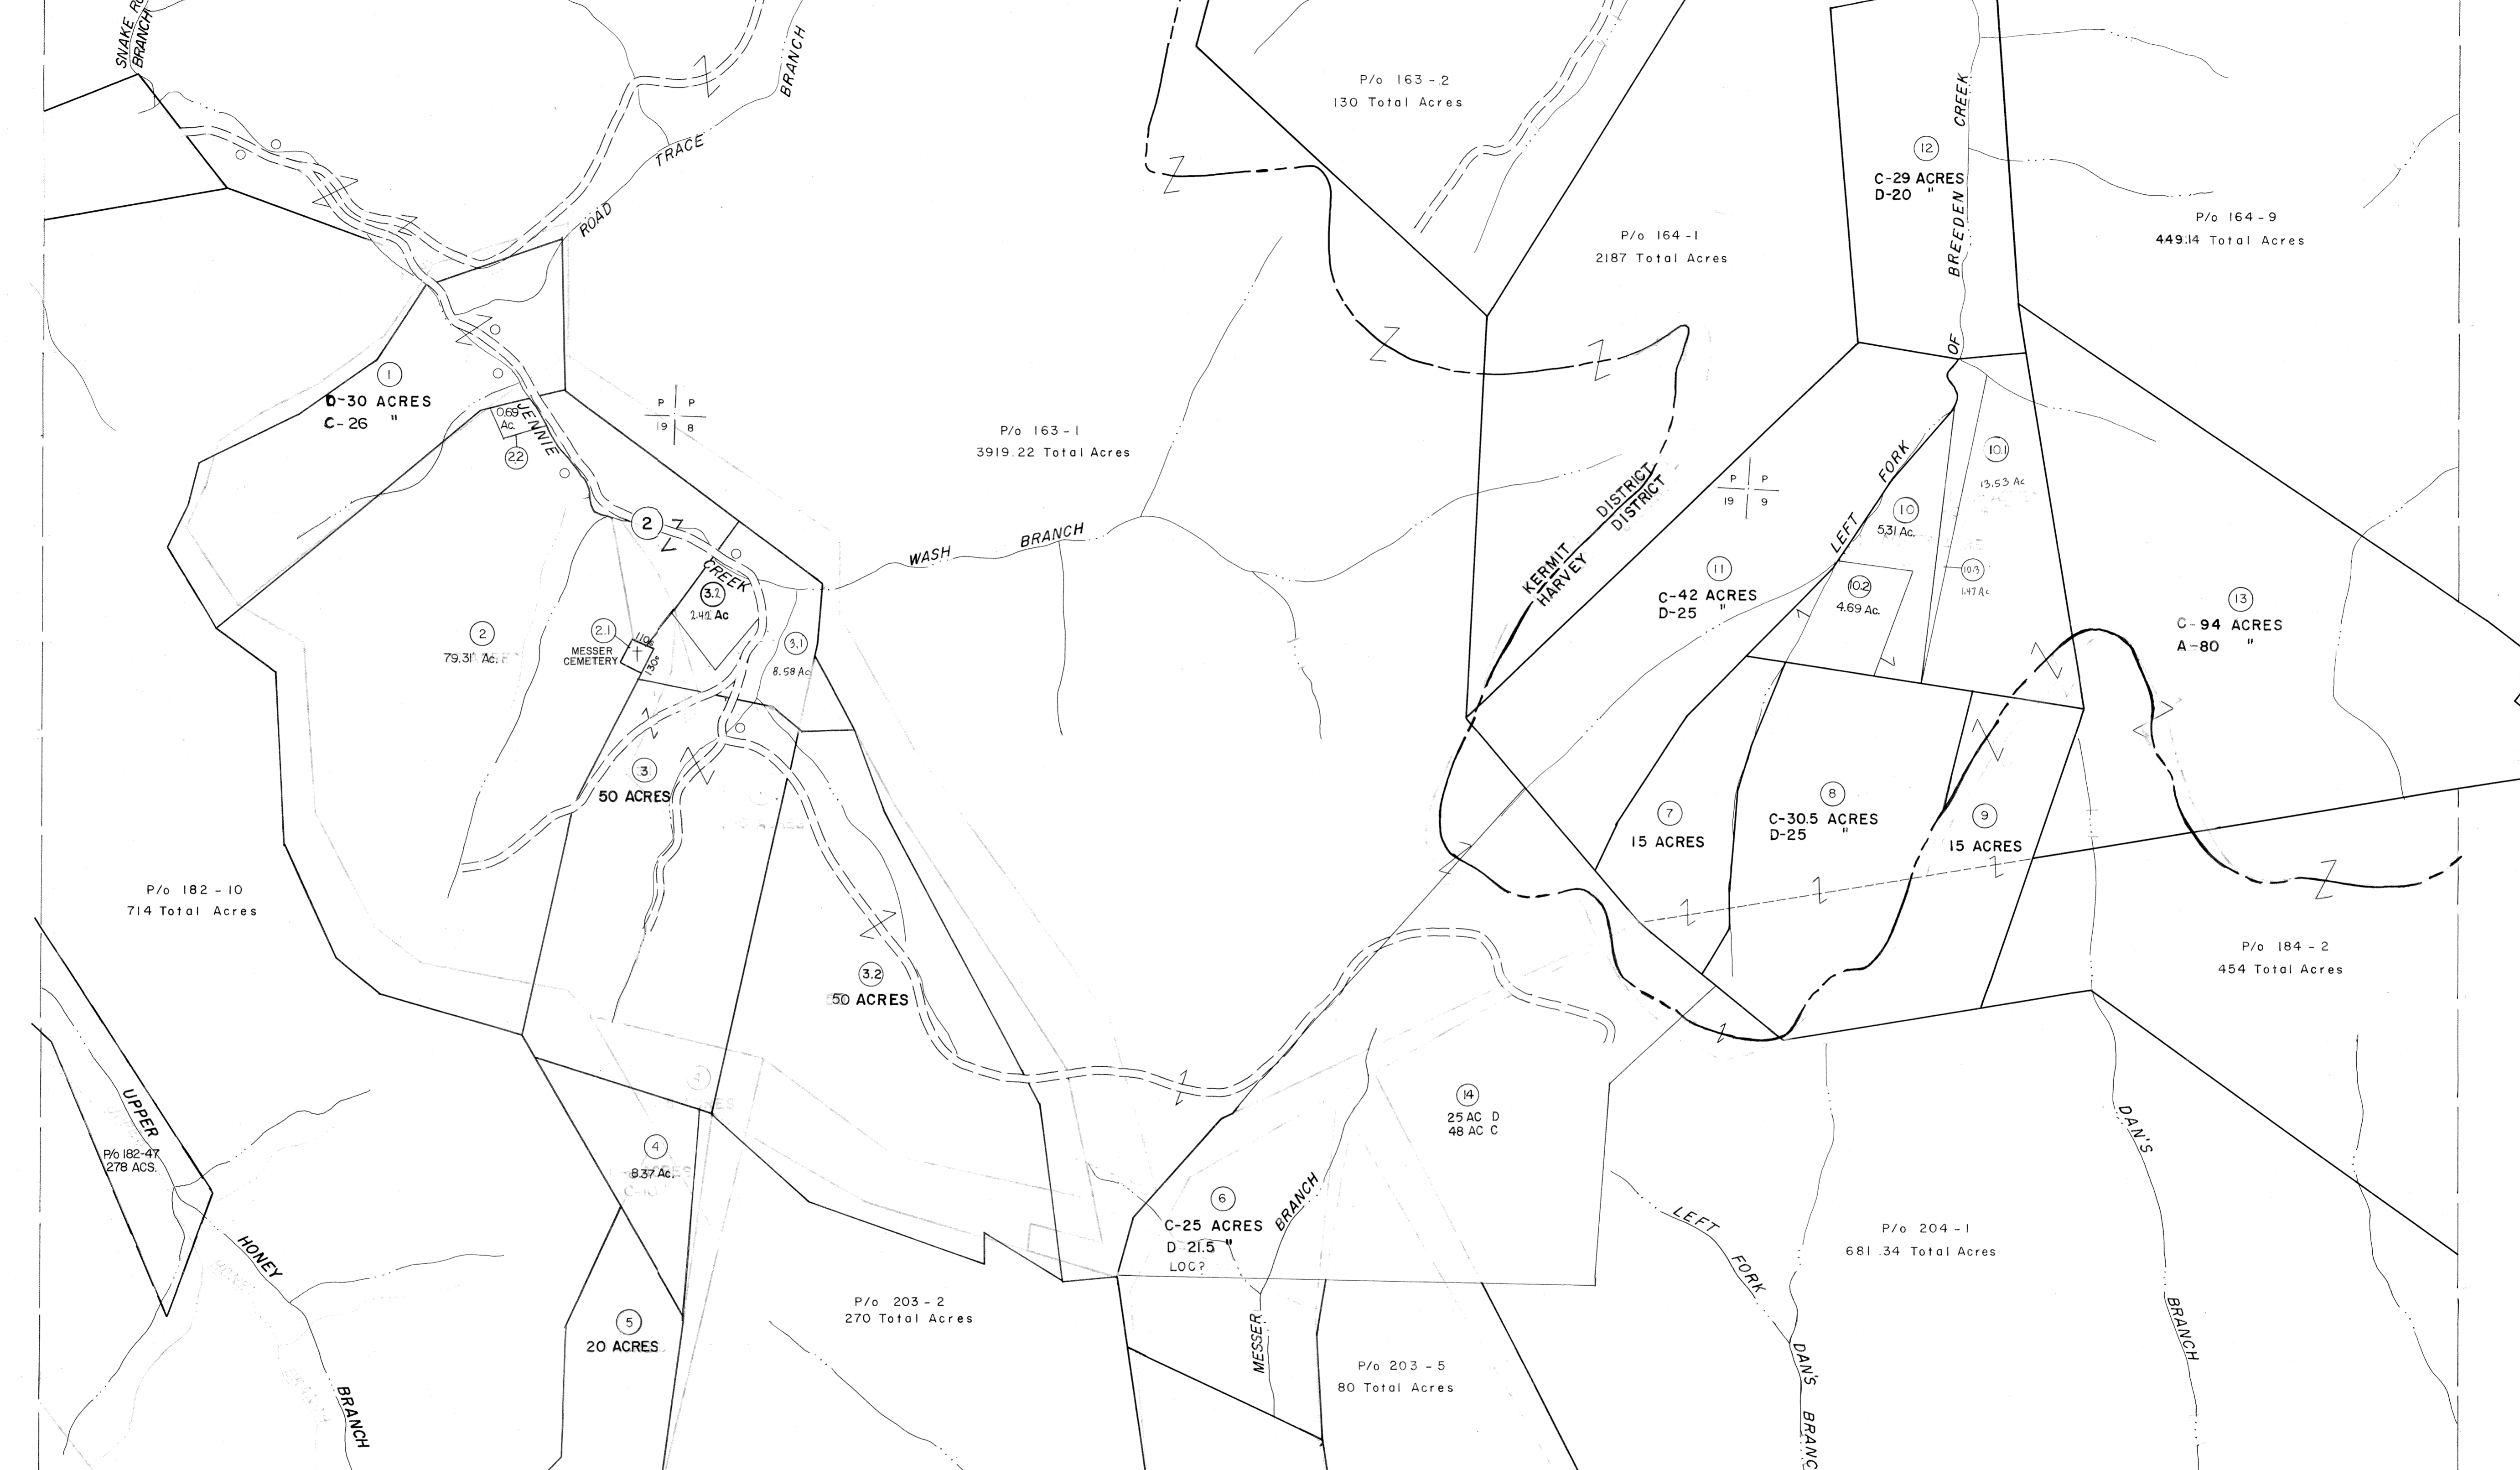 SNAKE
BRANCH
BRANCH
TRACE
ROAD
P/o 163-2
130 Total Acres
P/o 164-1
2187 Total Acres
12
C-29 ACRES
D-20 "
CREEK
BREEDEN
OF
P/o 164-9
449.14 Total Acres
1
D-30 ACRES
C-26 "
0.69
Ac.
2.2
JENNIE
P P
19 8
P/o 163-1
3919.22 Total Acres
KERMIT DISTRICT
HARVEY DISTRICT
P P
19 9
FORK
LEFT
10.1
13.53 Ac
10
5.31 Ac.
10.3
1.47 Ac
10.2
4.69 Ac.
11
C-42 ACRES
D-25 "
13
C-94 ACRES
A-80 "
2
WASH BRANCH
CREEK
3.2
2.42 Ac
3.1
8.58 Ac
2
79.31 Ac.
2.1
MESSER
CEMETERY
110s
130s
3
50 ACRES
7
15 ACRES
8
C-30.5 ACRES
D-25 "
9
15 ACRES
P/o 182-10
714 Total Acres
3.2
50 ACRES
P/o 184-2
454 Total Acres
14
25 AC D
48 AC C
UPPER
P/o 182-47
278 ACS.
HONEY
BRANCH
4
8.37 Ac.
5
20 ACRES
6
C-25 ACRES
D-21.5 "
LOC?
BRANCH
MESSER
P/o 203-2
270 Total Acres
P/o 203-5
80 Total Acres
LEFT
FORK
DAN'S
BRANC
P/o 204-1
681.34 Total Acres
DAN'S
BRANCH